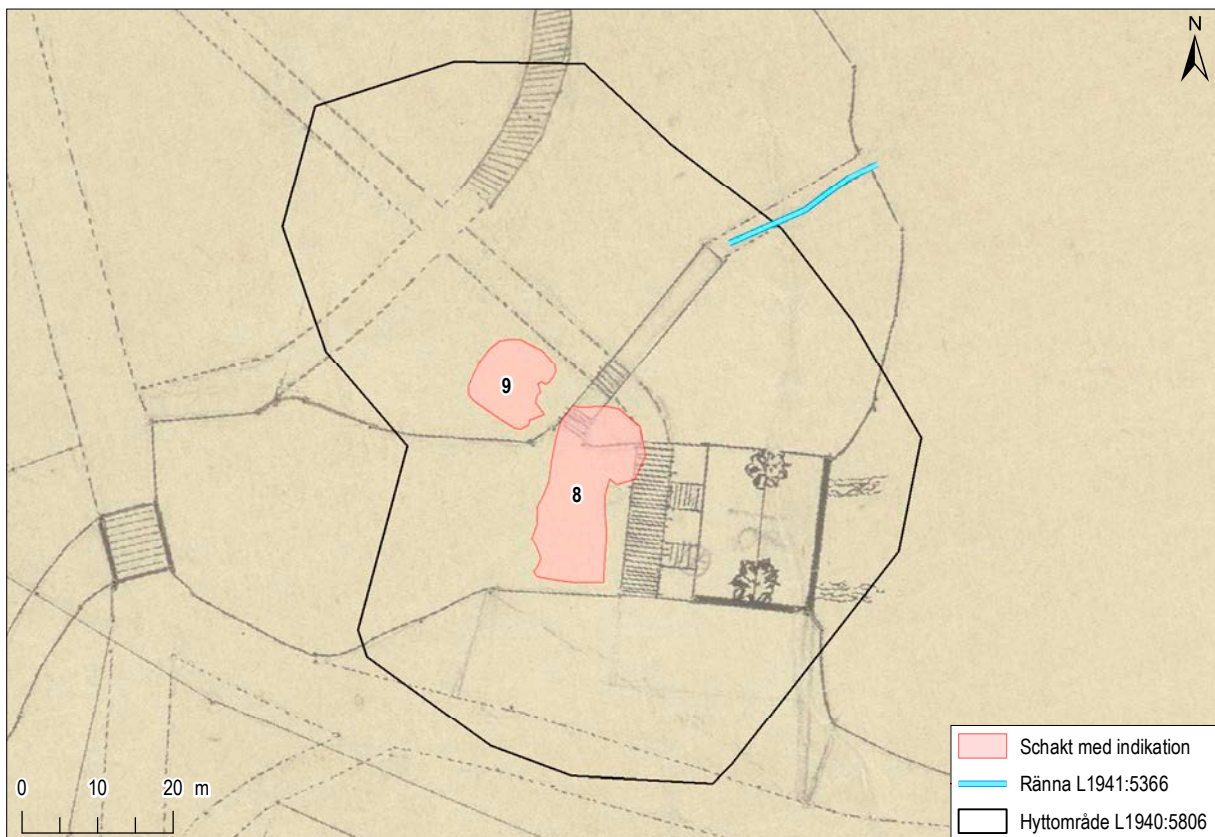 N
9
8
0 10 20 m
Schakt med indikation
Ränna L1941:5366
Hyttområde L1940:5806